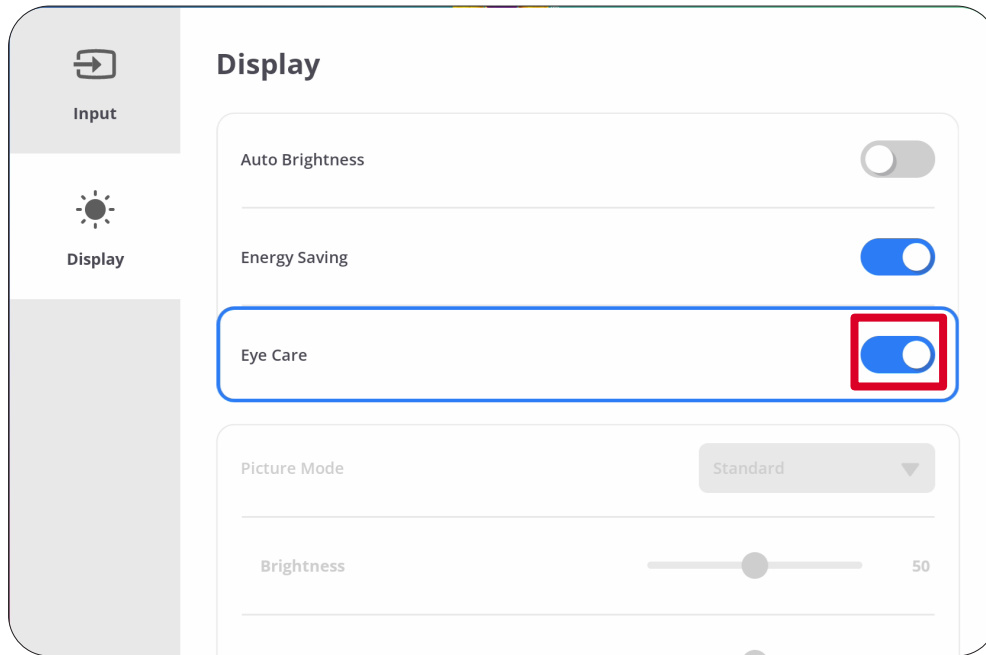 Input
Display
Display
Auto Brightness
Energy Saving
Eye Care
Picture Mode
Standard
Brightness
50